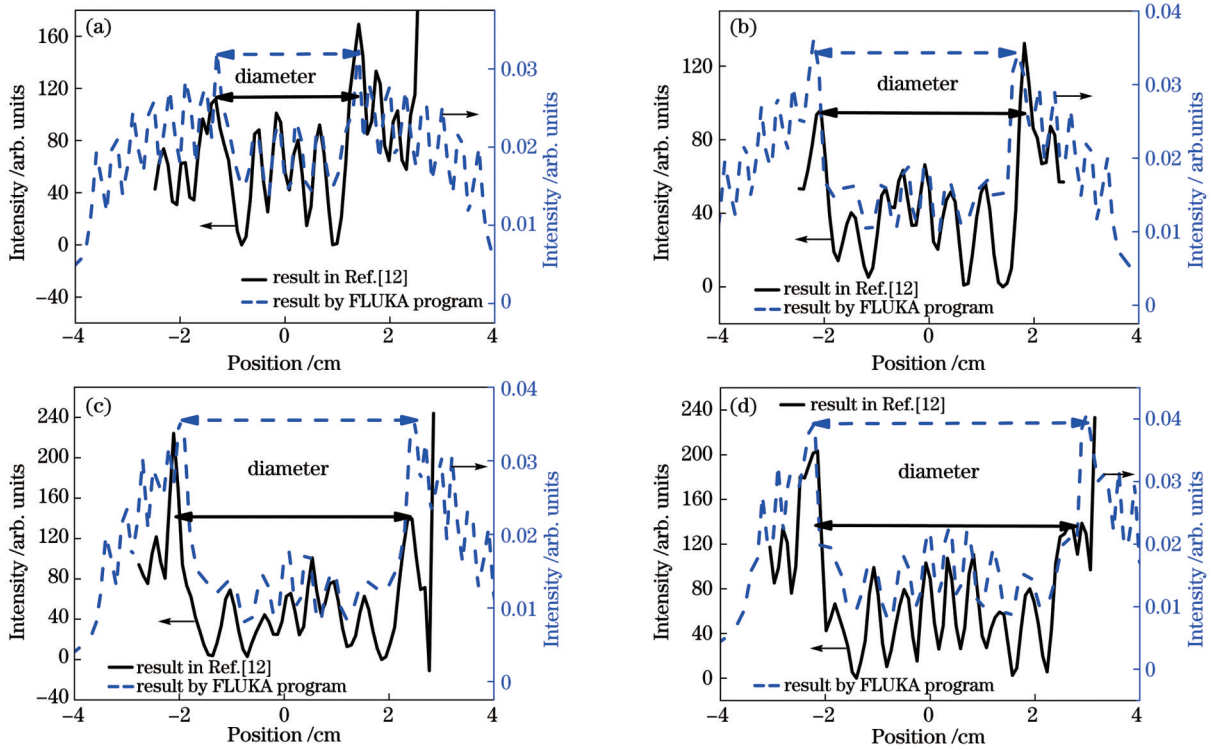 (a)
160
120
80
40
0
−40
Intensity /arb. units
diameter
result in Ref.[12]
result by FLUKA program
0.03
0.02
0.01
0
Intensity /arb. units
−4 −2 0 2 4
Position /cm
(b)
120
80
40
0
Intensity /arb. units
diameter
result in Ref.[12]
result by FLUKA program
0.04
0.03
0.02
0.01
0
Intensity /arb. units
−4 −2 0 2 4
Position /cm
(c)
240
200
160
120
80
40
0
−40
Intensity /arb. units
diameter
result in Ref.[12]
result by FLUKA program
0.04
0.03
0.02
0.01
0
Intensity /arb. units
−4 −2 0 2 4
Position /cm
(d)
result in Ref.[12]
240
200
160
120
80
40
0
Intensity /arb. units
diameter
result by FLUKA program
0.04
0.03
0.02
0.01
0
Intensity /arb. units
−4 −2 0 2 4
Position /cm